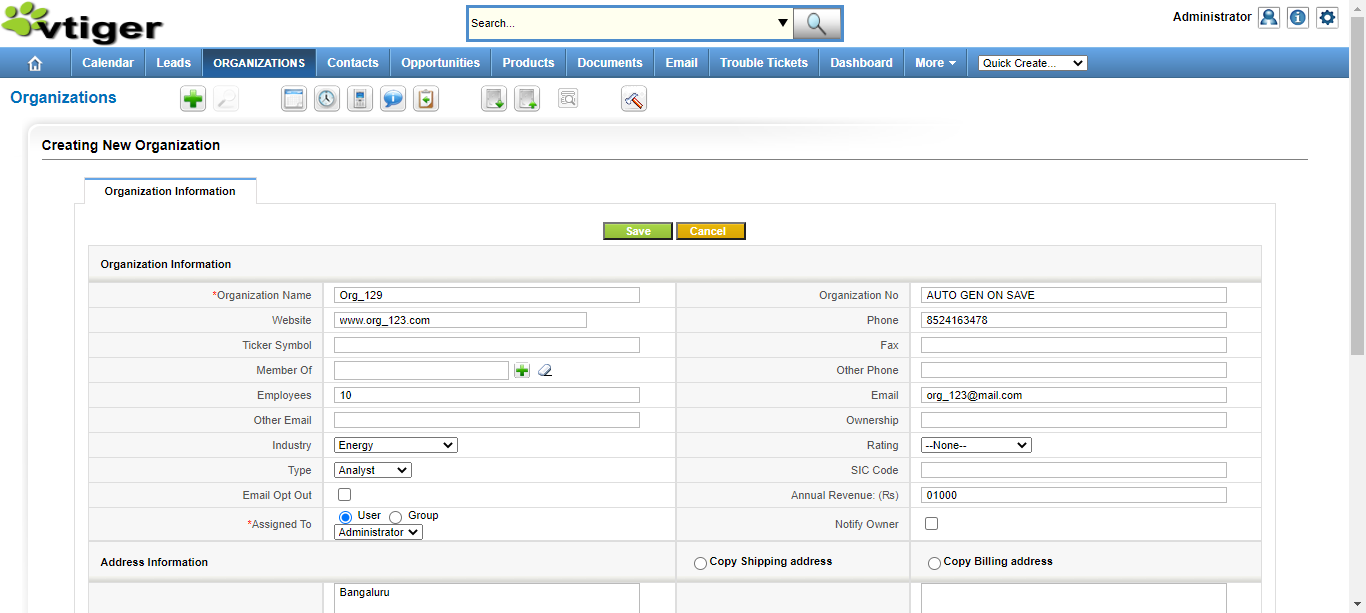 vtiger
Search...
Administrator
Calendar Leads ORGANIZATIONS Contacts Opportunities Products Documents Email Trouble Tickets Dashboard More Quick Create...
Organizations
Creating New Organization
Organization Information
Save Cancel
Organization Information
*Organization Name Org_129 Organization No AUTO GEN ON SAVE
Website www.org_123.com Phone 8524163478
Ticker Symbol Fax
Member Of Other Phone
Employees 10 Email org_123@mail.com
Other Email Ownership
Industry Energy Rating --None--
Type Analyst SIC Code
Email Opt Out Annual Revenue: (Rs) 01000
*Assigned To User Group Notify Owner
Administrator
Address Information Copy Shipping address Copy Billing address
Bangaluru